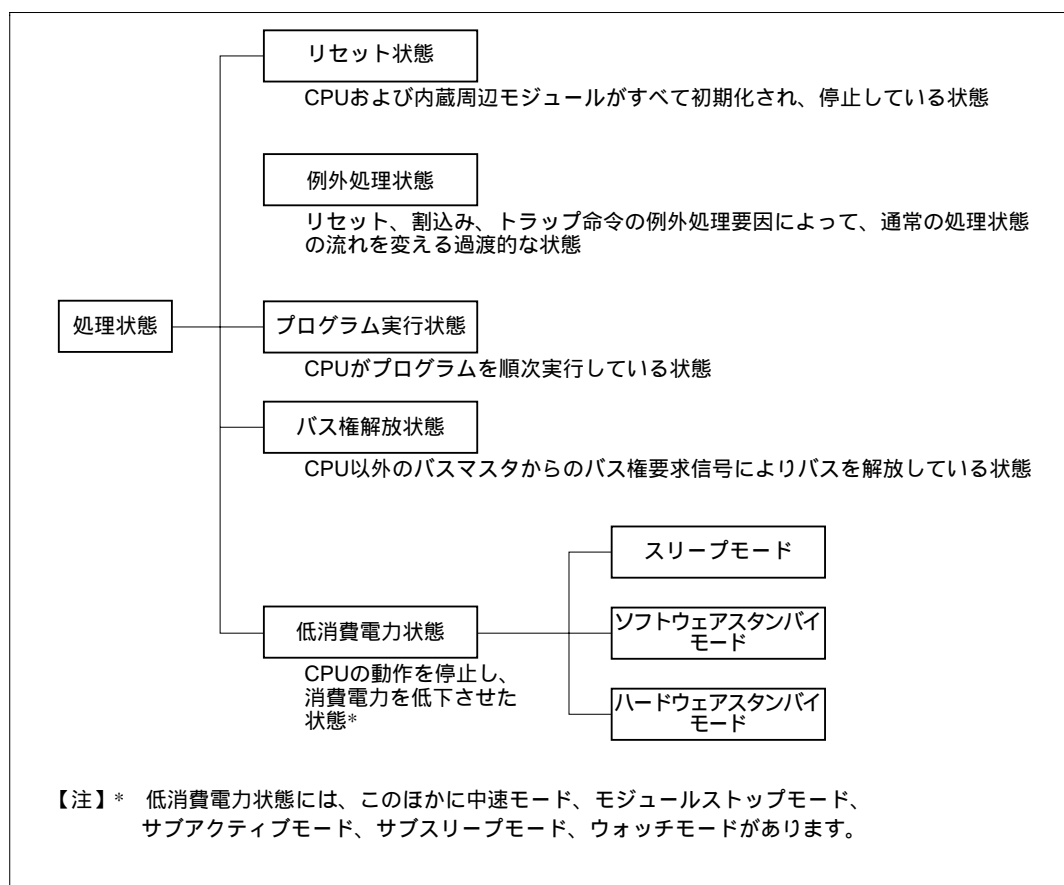 リセット状態
CPUおよび内蔵周辺モジュールがすべて初期化され、停止している状態
例外処理状態
リセット、割込み、トラップ命令の例外処理要因によって、通常の処理状態
の流れを変える過渡的な状態
処理状態
プログラム実行状態
CPUがプログラムを順次実行している状態
バス権解放状態
CPU以外のバスマスタからのバス権要求信号によりバスを解放している状態
低消費電力状態
CPUの動作を停止し、
消費電力を低下させた
状態*
スリープモード
ソフトウェアスタンバイ
モード
ハードウェアスタンバイ
モード
【注】* 低消費電力状態には、このほかに中速モード、モジュールストップモード、
サブアクティブモード、サブスリープモード、ウォッチモードがあります。